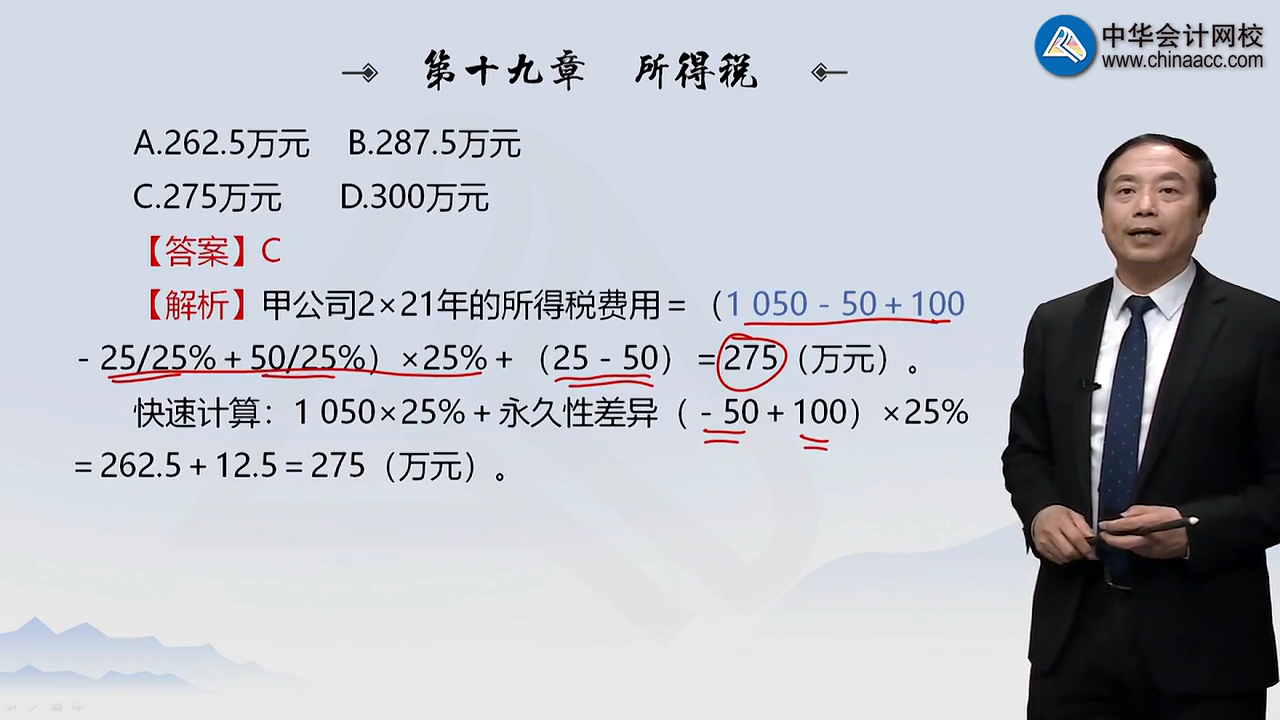 中华会计网校
www.chinaacc.com
第十九章 所得税
A.262.5万元 B.287.5万元
C.275万元 D.300万元
【答案】C
【解析】甲公司2×21年的所得税费用＝（1 050－50＋100
－25/25%＋50/25%）×25%＋（25－50）＝275（万元）。
快速计算：1 050×25%＋永久性差异（－50＋100）×25%
＝262.5＋12.5＝275（万元）。